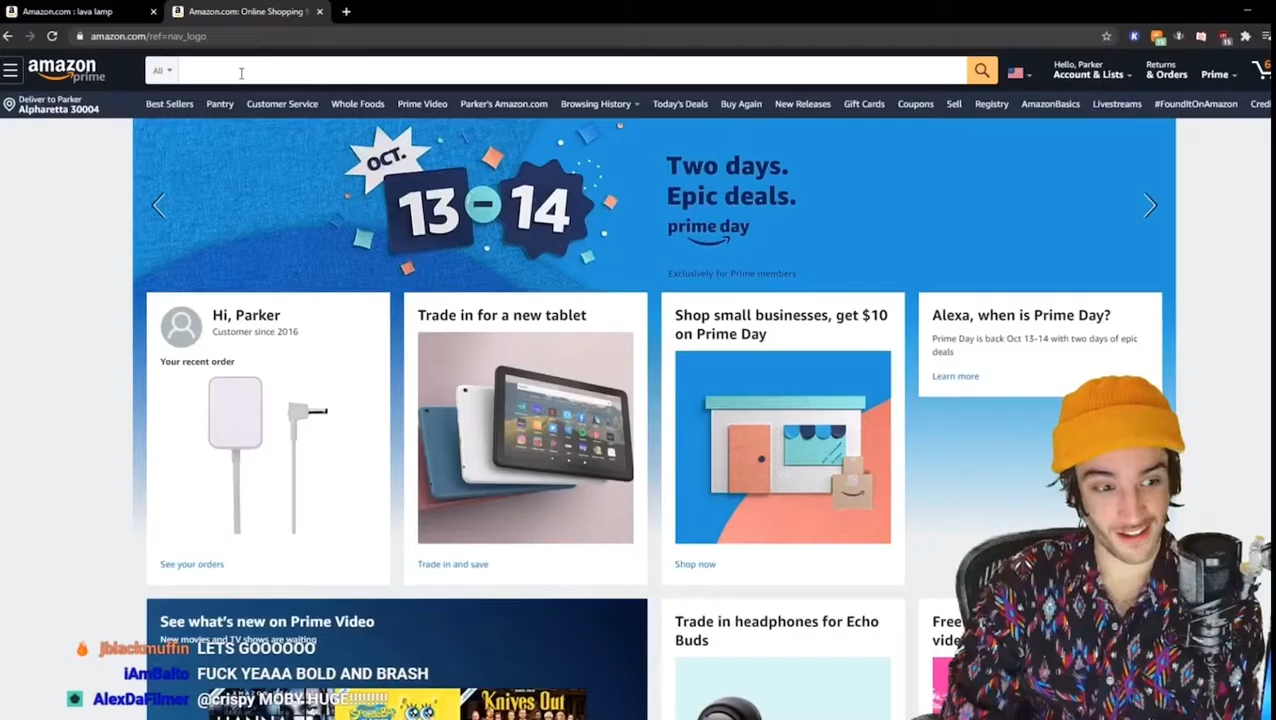 Amazon.com : lava lamp
Amazon.com: Online Shopping
amazon.com/ref=nav_logo
amazon
prime
All
Hello, Parker
Account & Lists
Returns
& Orders
Prime
6
Deliver to Parker
Alpharetta 30004
Best Sellers
Pantry
Customer Service
Whole Foods
Prime Video
Parker's Amazon.com
Browsing History
Today's Deals
Buy Again
New Releases
Gift Cards
Coupons
Sell
Registry
AmazonBasics
Livestreams
#FoundItOnAmazon
Credi
OCT.
13-14
Two days.
Epic deals.
prime day
Exclusively for Prime members
Hi, Parker
Customer since 2016
Your recent order
See your orders
Trade in for a new tablet
Trade in and save
Shop small businesses, get $10
on Prime Day
Shop now
Alexa, when is Prime Day?
Prime Day is back Oct 13-14 with two days of epic
deals
Learn more
See what's new on Prime Video
New movies and TV shows are waiting
Trade in headphones for Echo
Buds
Free
vide
jblackmuffin LETS GOOOOOO
iAmBalto FUCK YEAAA BOLD AND BRASH
AlexDaFilmer @crispy MOBY HUGE!!!!!!!!!
HANNA
Knives Out